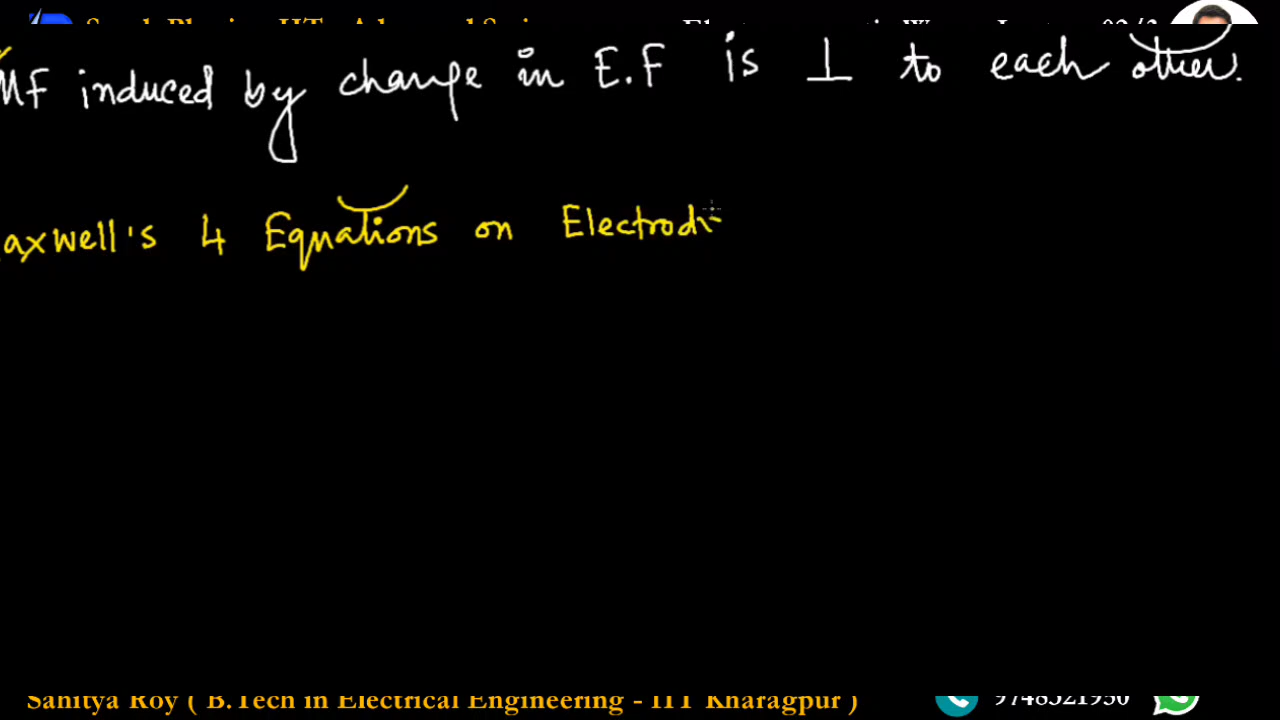 MF induced by change in E.F is ⊥ to each other.
axwell's 4 Equations on Electrod
Sahitya Roy ( B.Tech in Electrical Engineering - IIT Kharagpur )